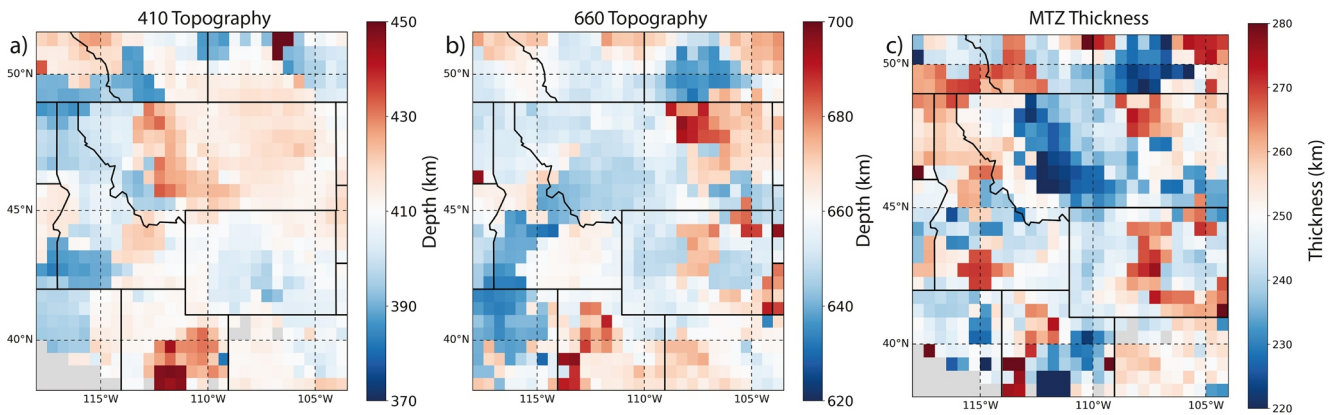 410 Topography
a)
50°N
45°N
40°N
115°W
110°W
105°W
450
430
410
390
370
Depth (km)
660 Topography
b)
50°N
45°N
40°N
115°W
110°W
105°W
700
680
660
640
620
Depth (km)
MTZ Thickness
c)
50°N
45°N
40°N
115°W
110°W
105°W
280
270
260
250
240
230
220
Thickness (km)